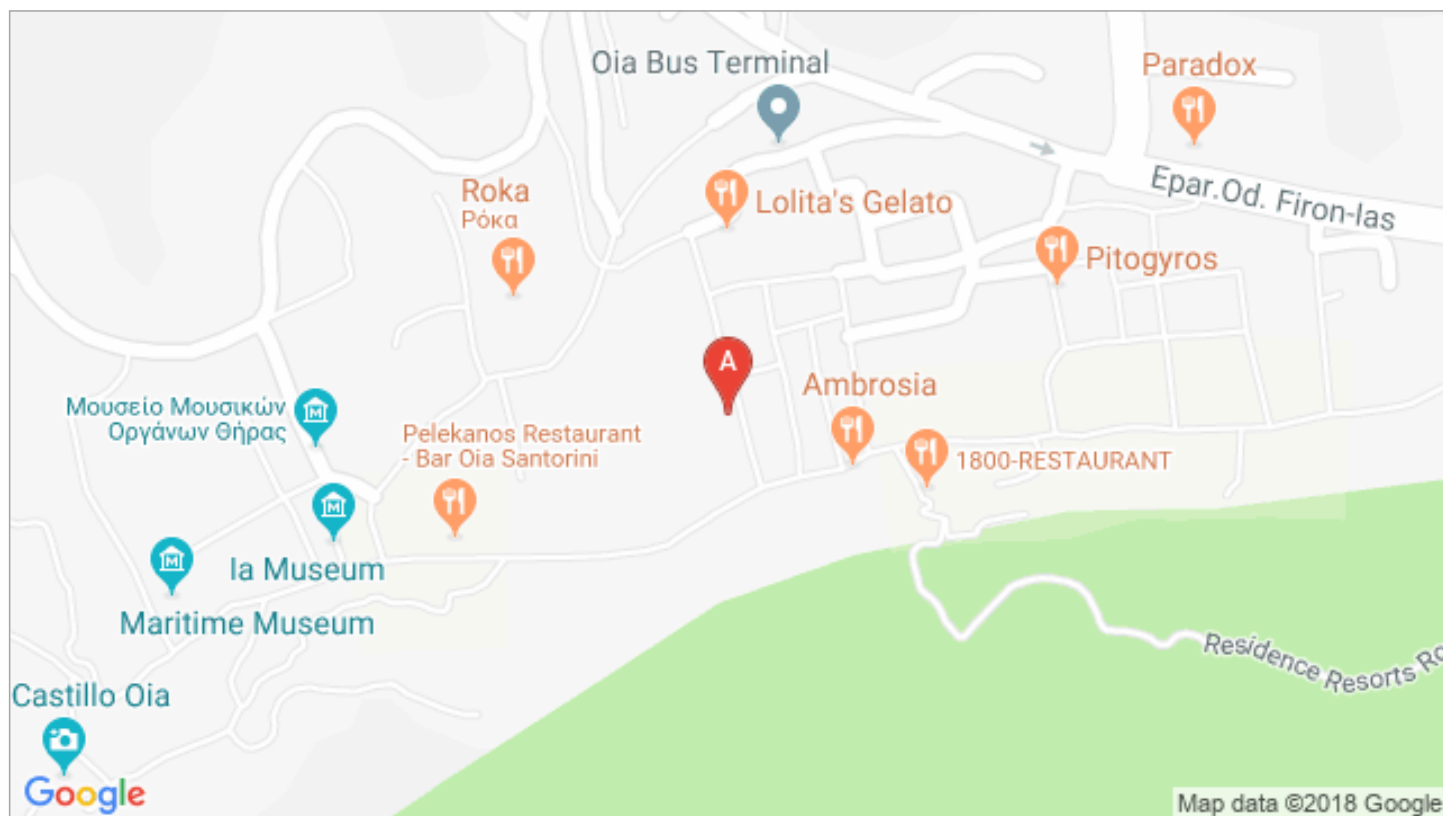 Oia Bus Terminal
Paradox
Epar.Od. Firon-Ias
Roka
Ρόκα
Lolita's Gelato
Pitogyros
A
Ambrosia
Μουσείο Μουσικών
Οργάνων Θήρας
Pelekanos Restaurant
- Bar Oia Santorini
1800-RESTAURANT
Ia Museum
Maritime Museum
Residence Resorts Ro
Castillo Oia
Google
Map data ©2018 Google